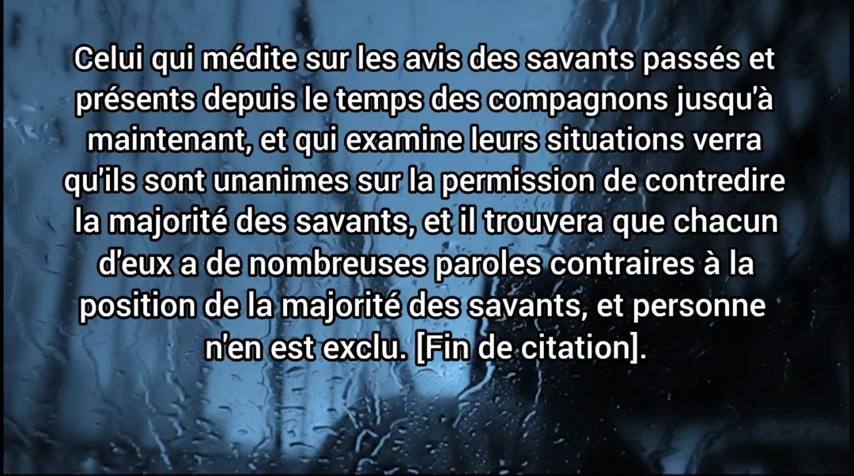 Celui qui médite sur les avis des savants passés et
présents depuis le temps des compagnons jusqu'à
maintenant, et qui examine leurs situations verra
qu'ils sont unanimes sur la permission de contredire
la majorité des savants, et il trouvera que chacun
d'eux a de nombreuses paroles contraires à la
position de la majorité des savants, et personne
n'en est exclu. [Fin de citation].